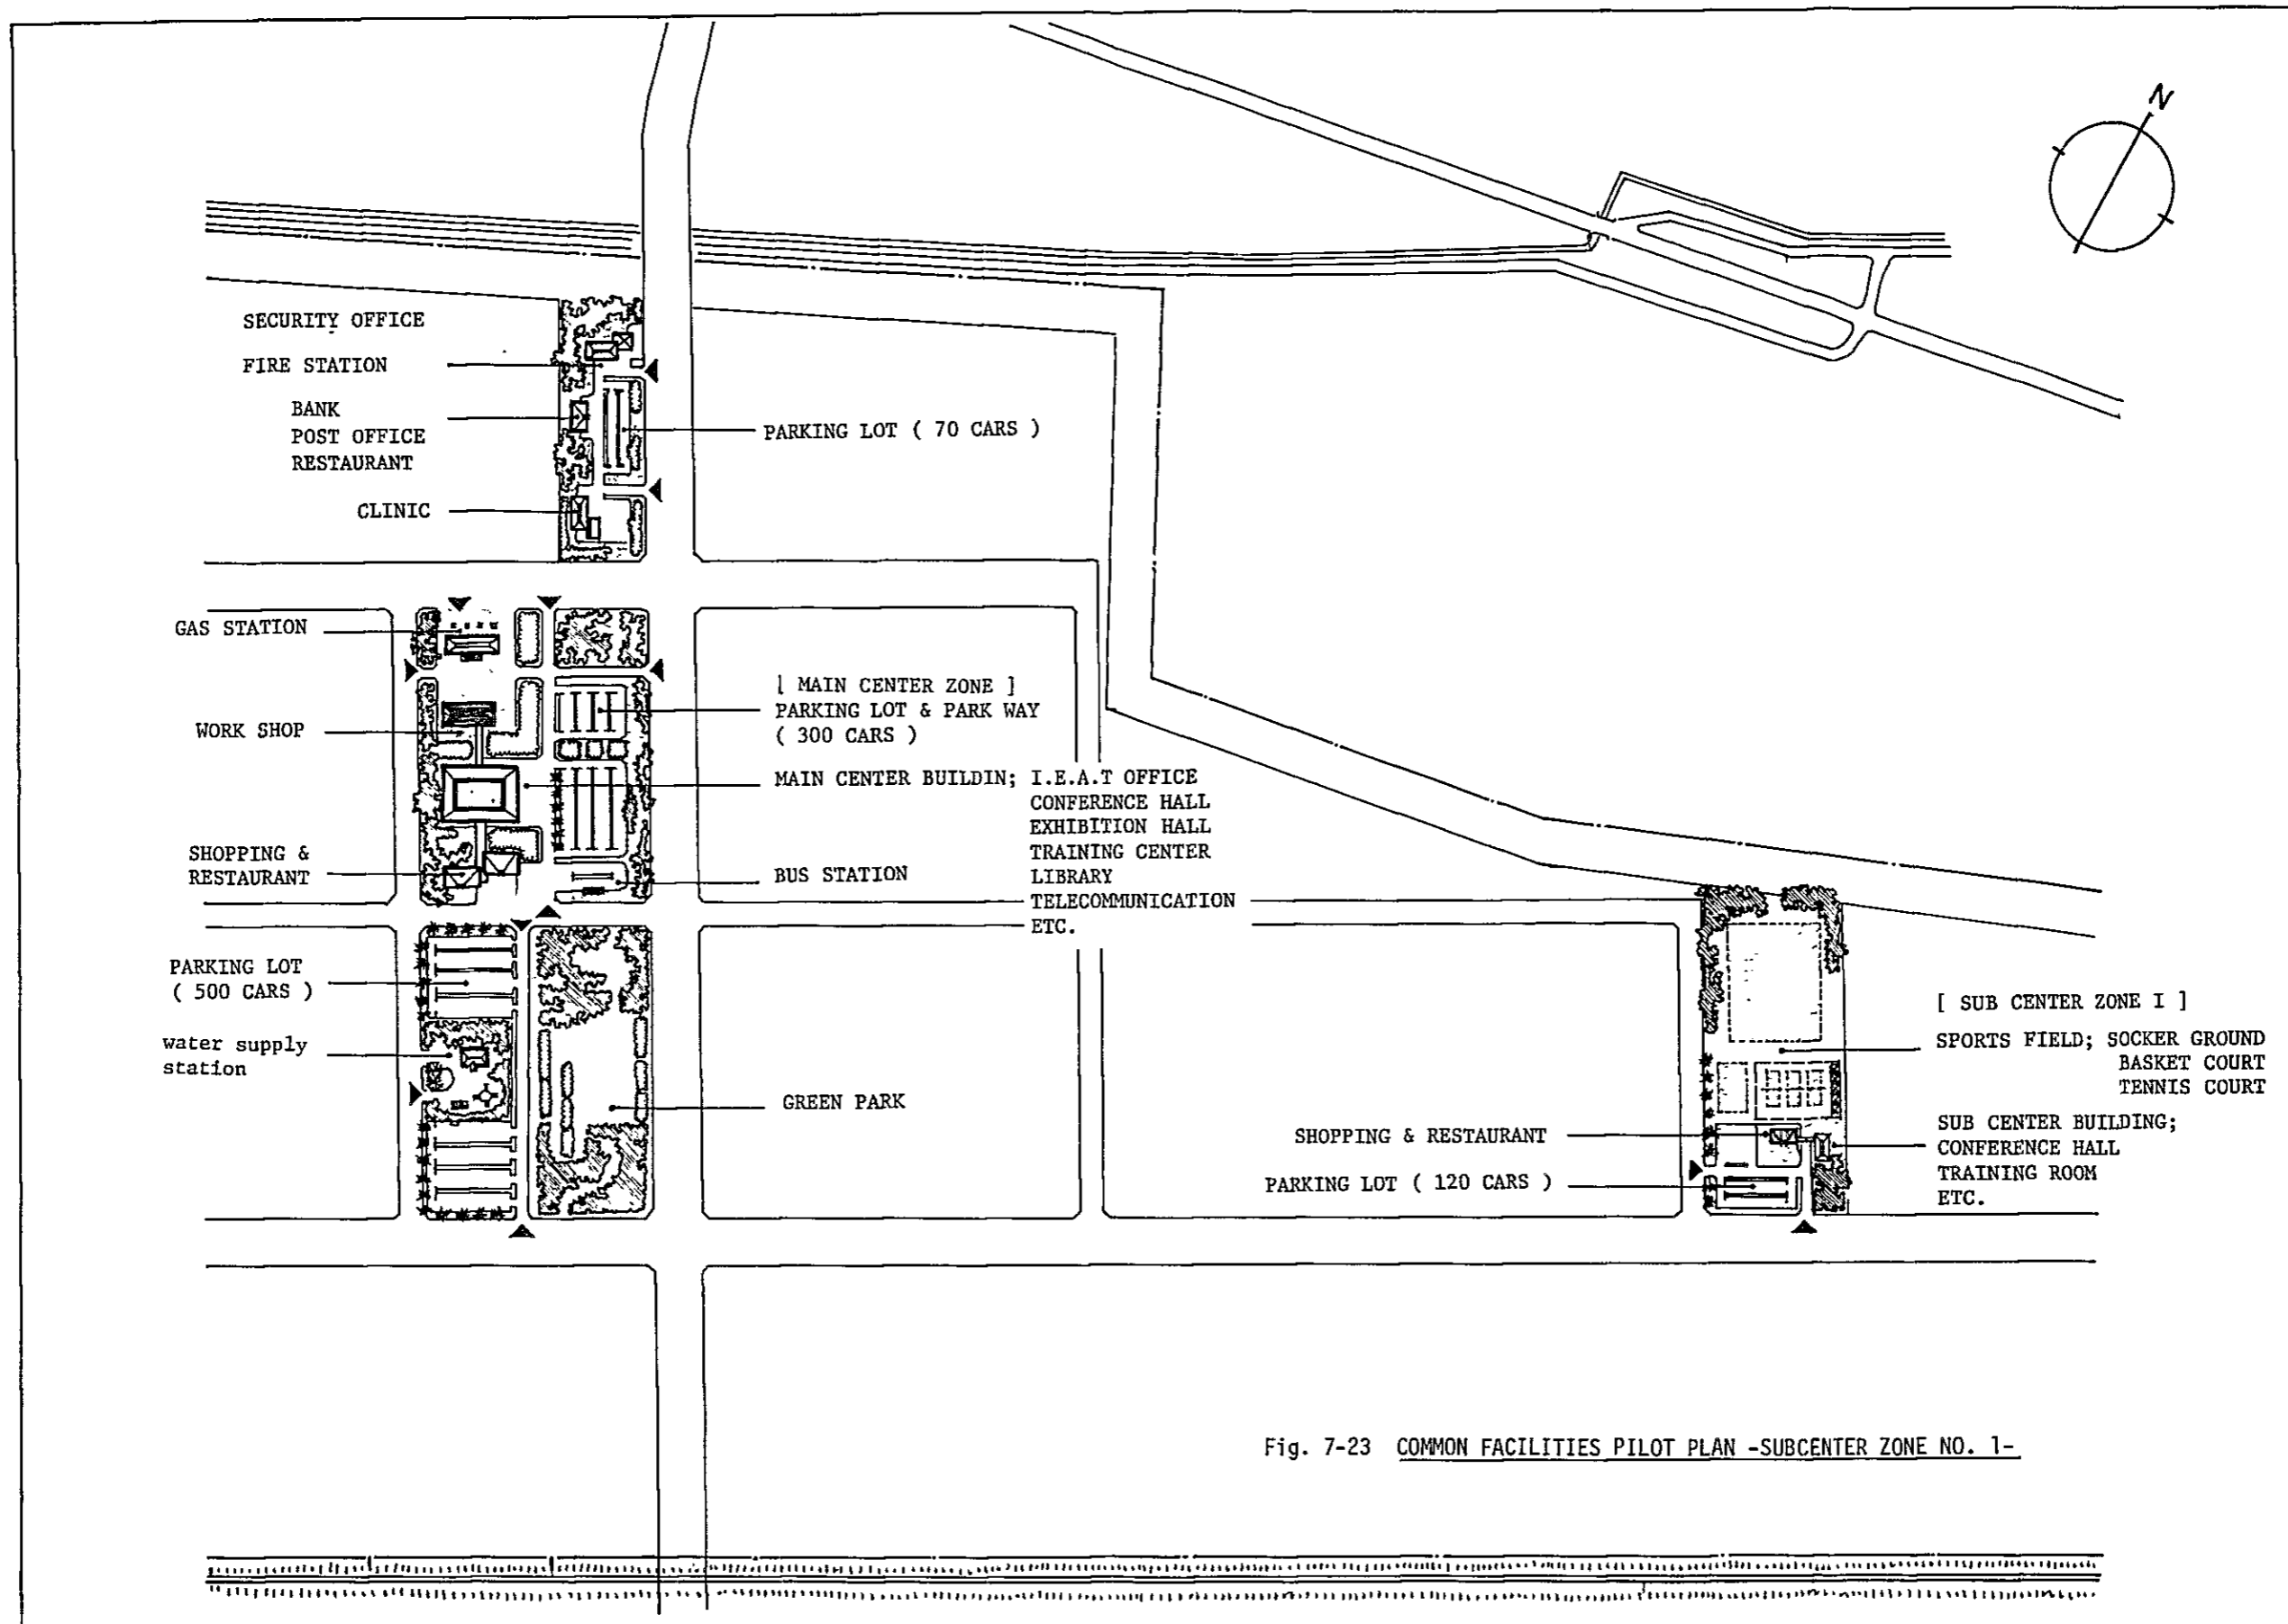 N
SECURITY OFFICE
FIRE STATION
BANK
POST OFFICE
RESTAURANT
PARKING LOT ( 70 CARS )
CLINIC
GAS STATION
WORK SHOP
SHOPPING &
RESTAURANT
[ MAIN CENTER ZONE ]
PARKING LOT & PARK WAY
( 300 CARS )
MAIN CENTER BUILDIN; I.E.A.T OFFICE
CONFERENCE HALL
EXHIBITION HALL
TRAINING CENTER
LIBRARY
TELECOMMUNICATION
ETC.
BUS STATION
PARKING LOT
( 500 CARS )
water supply
station
GREEN PARK
[ SUB CENTER ZONE I ]
SPORTS FIELD; SOCKER GROUND
BASKET COURT
TENNIS COURT
SUB CENTER BUILDING;
CONFERENCE HALL
TRAINING ROOM
ETC.
SHOPPING & RESTAURANT
PARKING LOT ( 120 CARS )
Fig. 7-23 COMMON FACILITIES PILOT PLAN -SUBCENTER ZONE NO. 1-